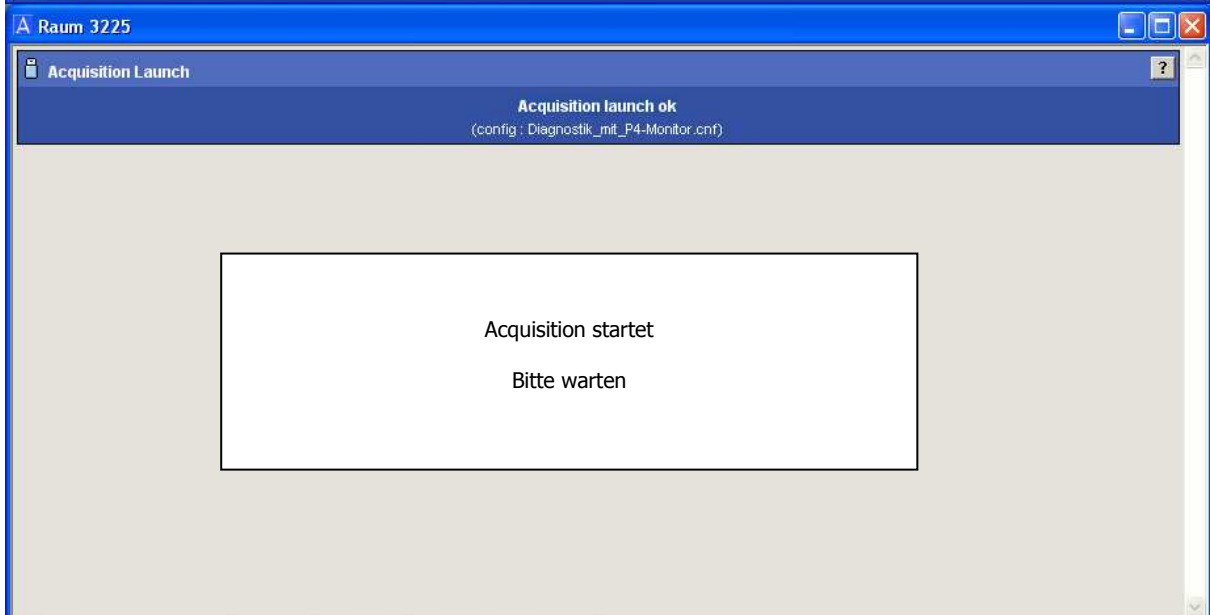 Raum 3225
Acquisition Launch
?
Acquisition launch ok
(config : Diagnostik_mit_P4-Monitor.cnf)
Acquisition startet
Bitte warten